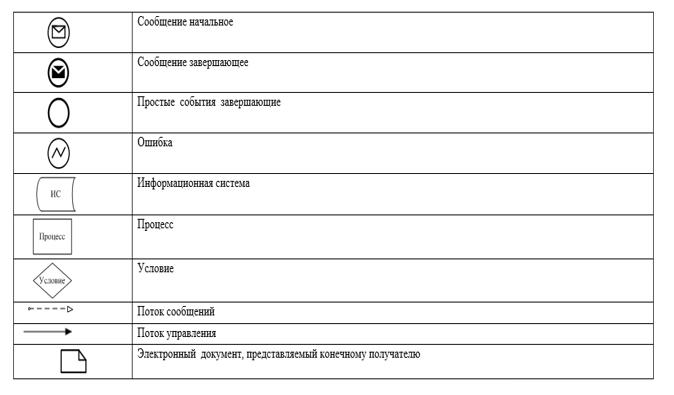 Сообщение начальное
Сообщение завершающее
Простые события завершающие
Ошибка
ИС
Информационная система
Процесс
Процесс
Условие
Условие
Поток сообщений
Поток управления
Электронный документ, представляемый конечному получателю